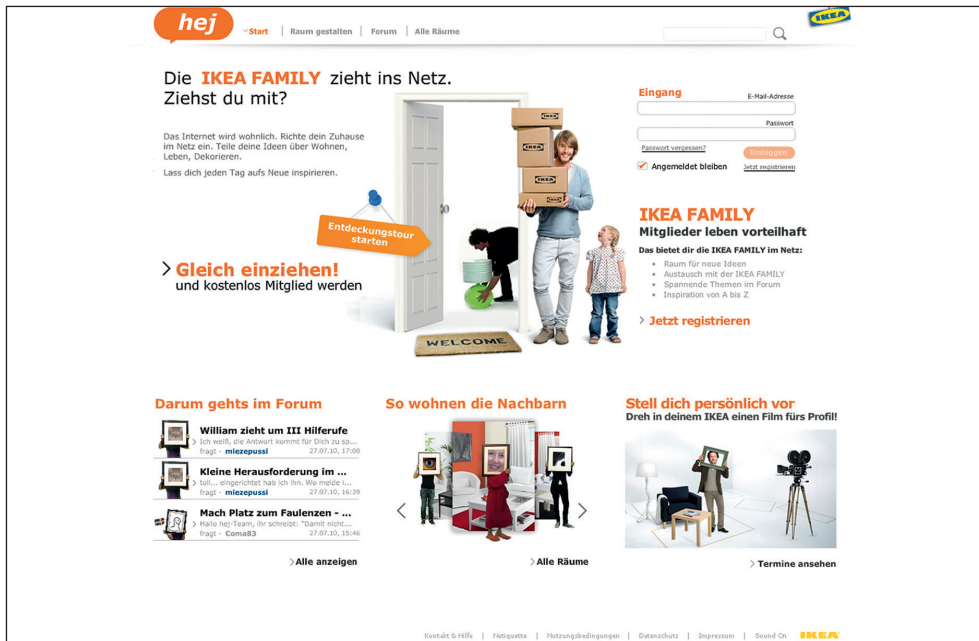 hej
Start | Raum gestalten | Forum | Alle Räume
IKEA
Die IKEA FAMILY zieht ins Netz.
Ziehst du mit?
Das Internet wird wohnlich. Richte dein Zuhause
im Netz ein. Teile deine Ideen über Wohnen,
Leben, Dekorieren.
Lass dich jeden Tag aufs Neue inspirieren.
Entdeckungstour
starten
Gleich einziehen!
und kostenlos Mitglied werden
IKEA
IKEA
IKEA
WELCOME
Eingang
E-Mail-Adresse
Passwort
Passwort vergessen?
Einloggen
Angemeldet bleiben
Jetzt registrieren
IKEA FAMILY
Mitglieder leben vorteilhaft
Das bietet dir die IKEA FAMILY im Netz:
• Raum für neue Ideen
• Austausch mit der IKEA FAMILY
• Spannende Themen im Forum
• Inspiration von A bis Z
> Jetzt registrieren
Darum gehts im Forum
William zieht um III Hilferufe
> Ich weiß, die Antwort kommt für Dich zu sp...
fragt - miezepussi 27.07.10, 17:00
Kleine Herausforderung im ...
> toll... eingerichtet hab ich ihn. Wo melde i...
fragt - miezepussi 27.07.10, 16:39
Mach Platz zum Faulenzen - ...
> Hallo hej-Team, ihr schreibt: "Damit nicht...
fragt - Coma83 27.07.10, 15:46
> Alle anzeigen
So wohnen die Nachbarn
> Alle Räume
Stell dich persönlich vor
Dreh in deinem IKEA einen Film fürs Profil!
> Termine ansehen
Kontakt & Hilfe | Netiquette | Nutzungsbedingungen | Datenschutz | Impressum | Sound On IKEA